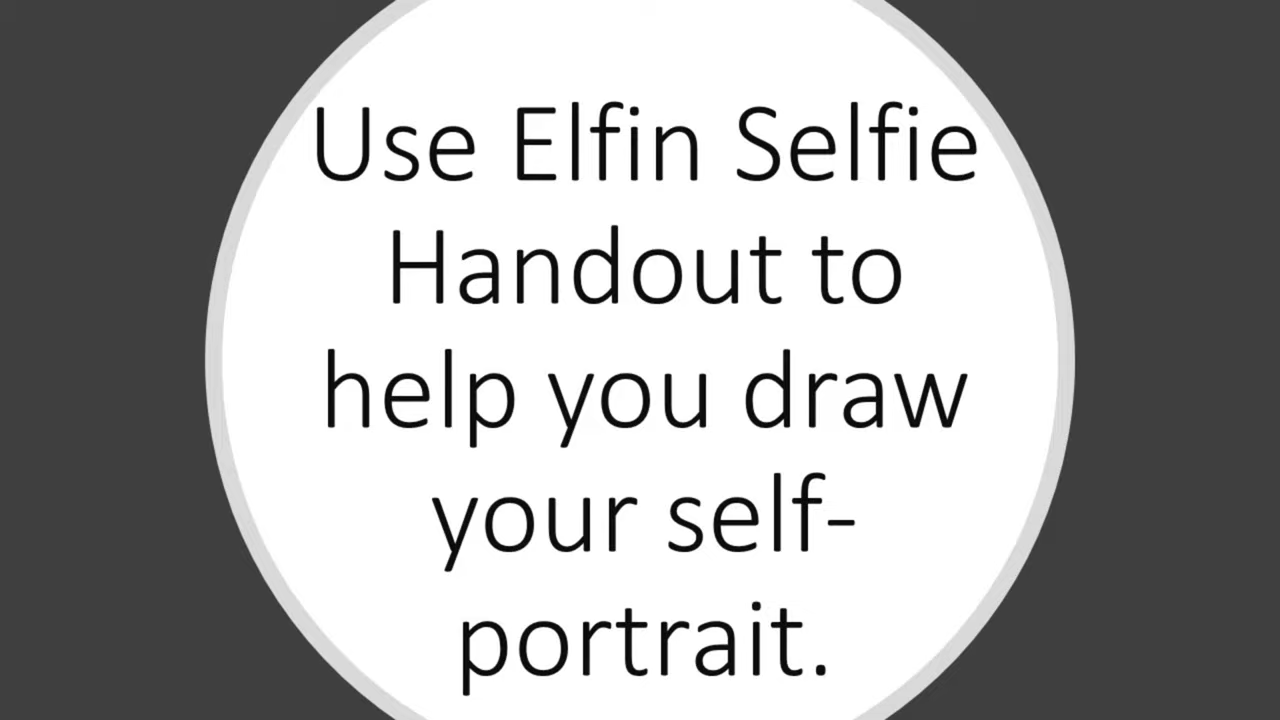 Use Elfin Selfie
Handout to
help you draw
your self-
portrait.